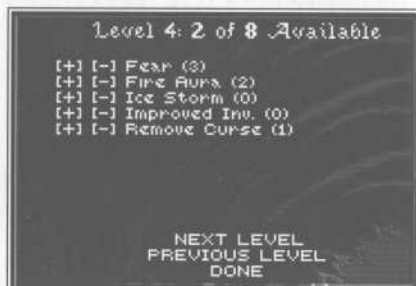 Level 4: 2 of 8 Available
[+] [-] Fear (3)
[+] [-] Fire Aura (2)
[+] [-] Ice Storm (0)
[+] [-] Improved Inv. (0)
[+] [-] Remove Curse (1)
NEXT LEVEL
PREVIOUS LEVEL
DONE